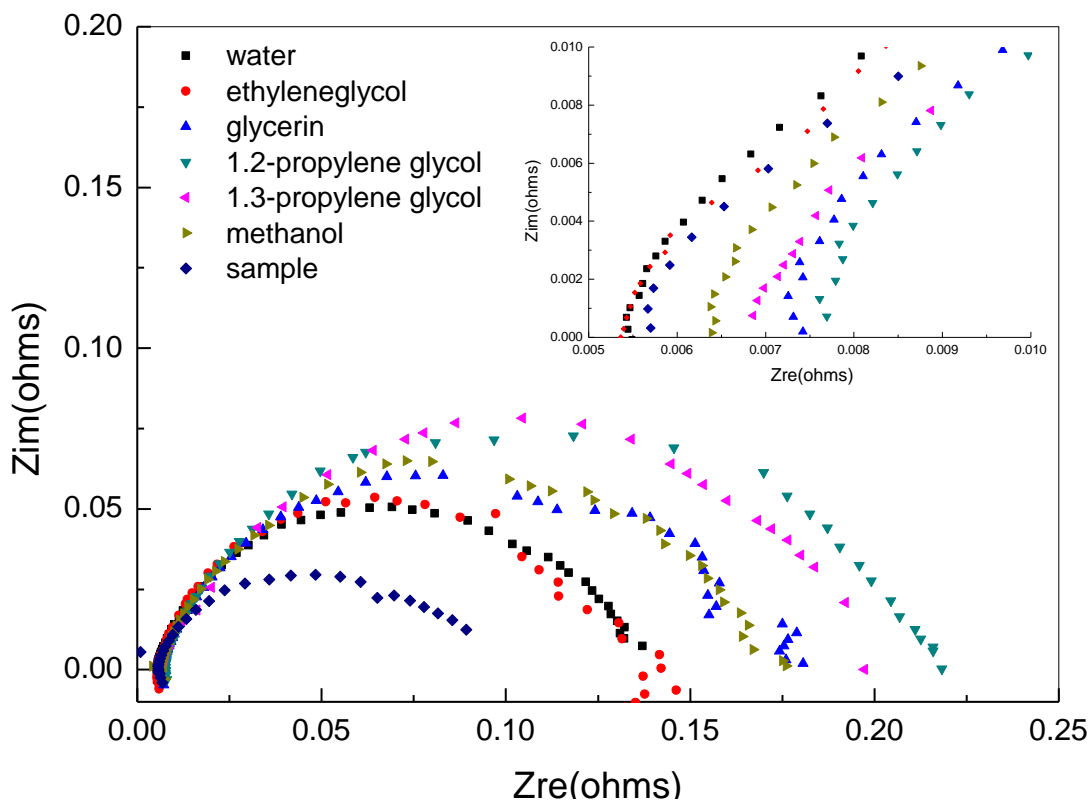 0.20
0.15
0.10
0.05
0.00
Zim(ohms)
water
ethyleneglycol
glycerin
1.2-propylene glycol
1.3-propylene glycol
methanol
sample
0.010
0.008
0.006
0.004
0.002
0.000
Zim(ohms)
0.005 0.006 0.007 0.008 0.009 0.010
Zre(ohms)
0.00 0.05 0.10 0.15 0.20 0.25
Zre(ohms)